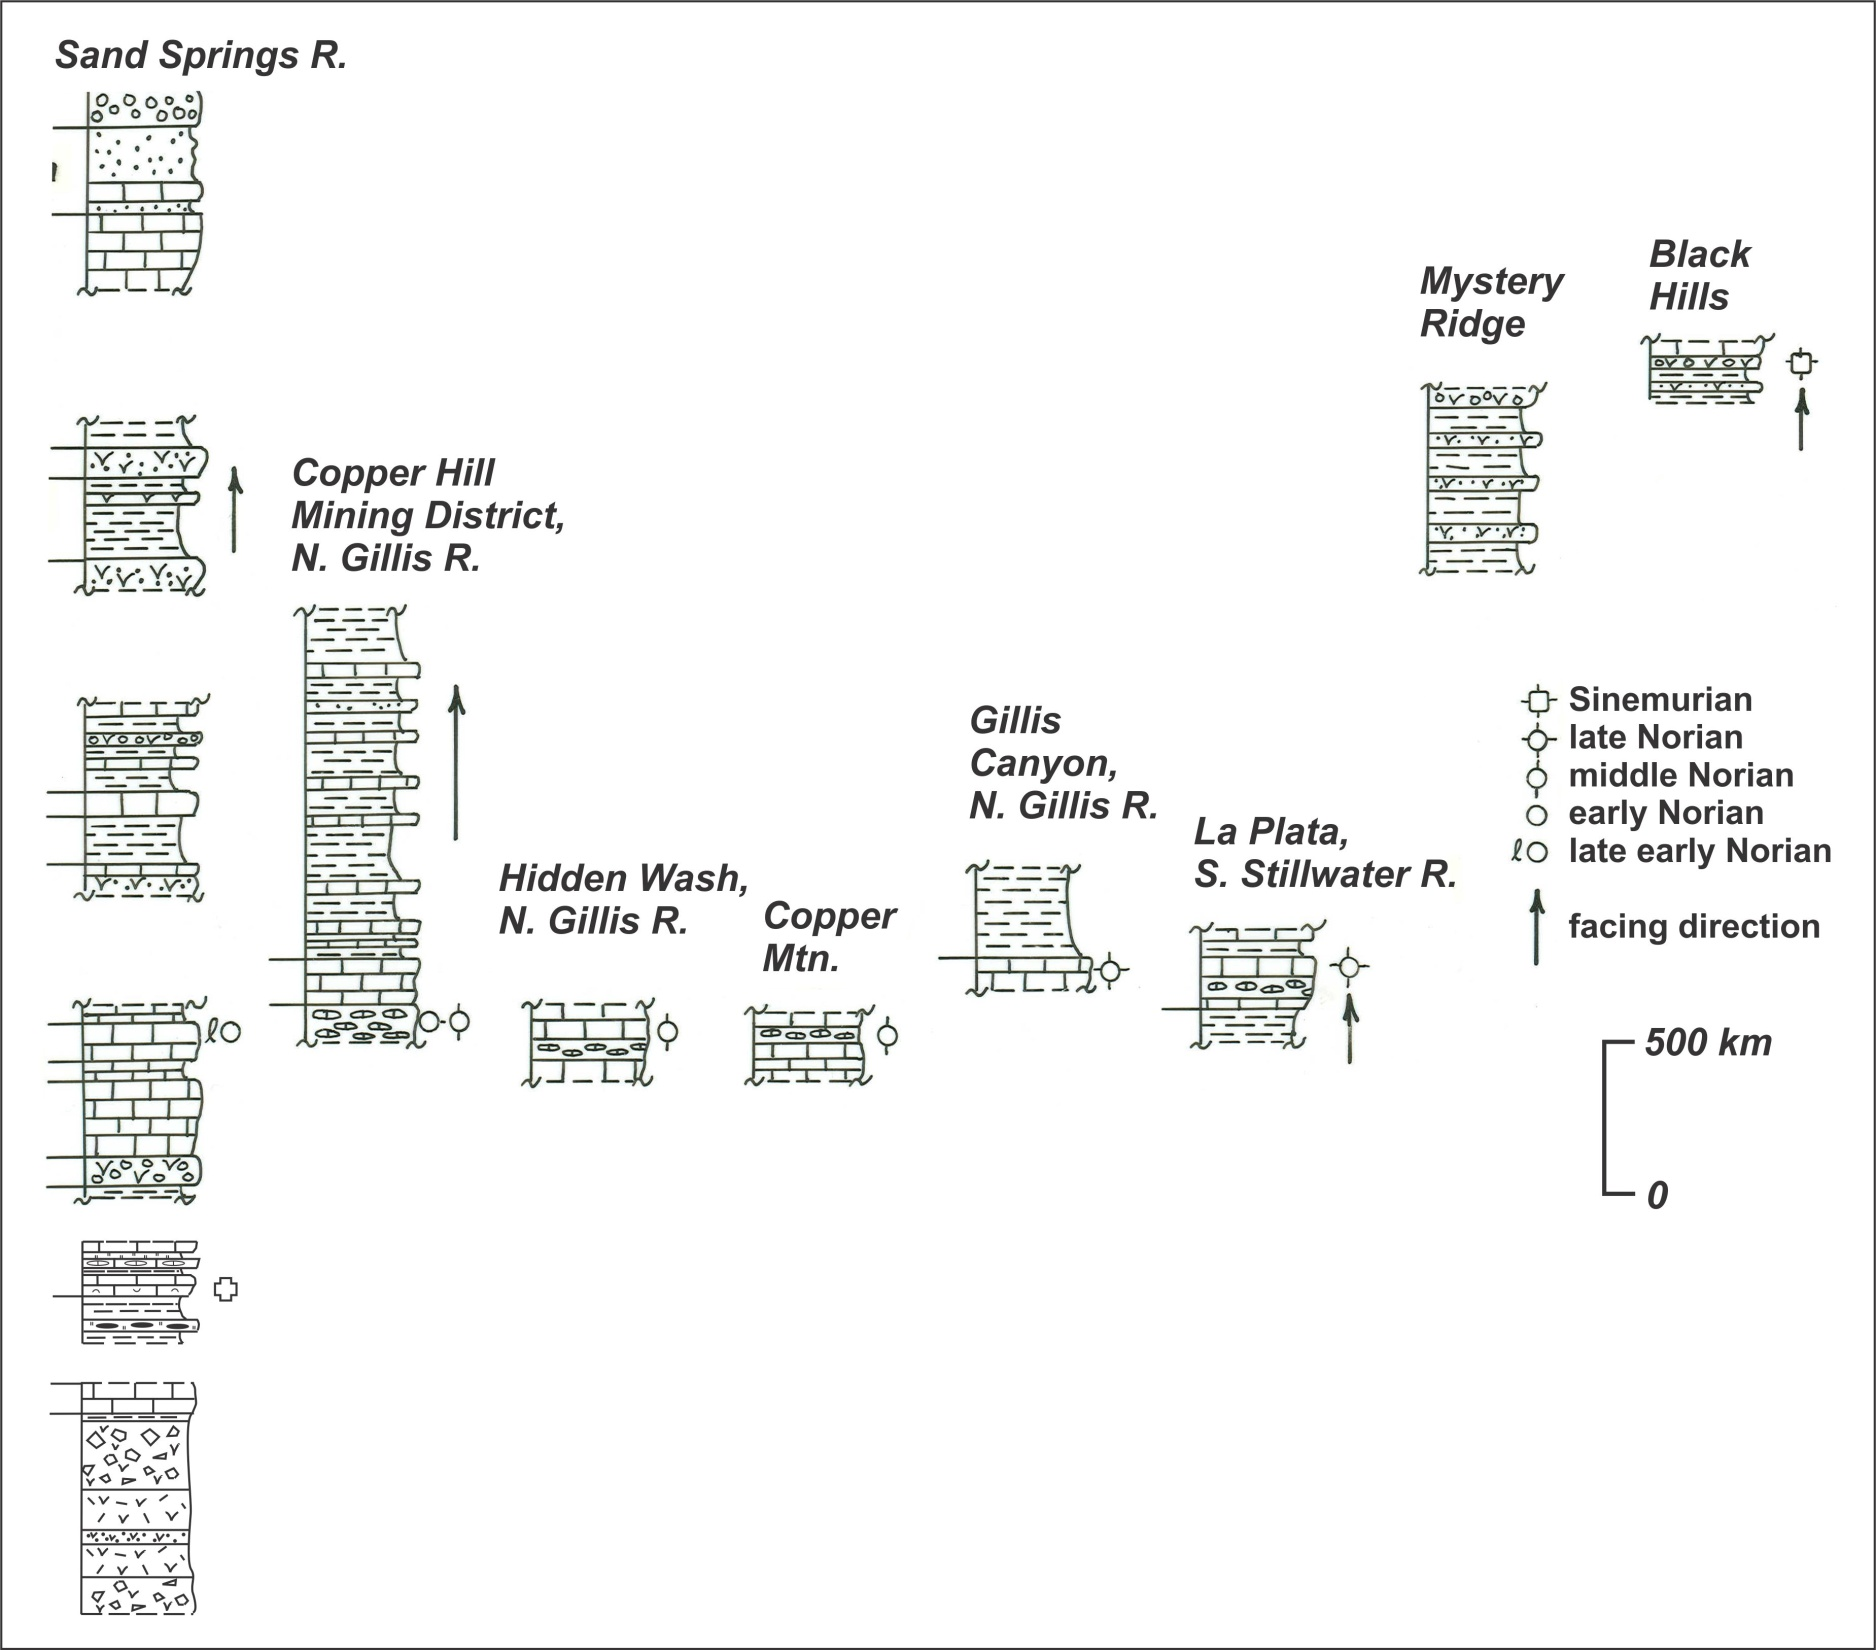 Sand Springs R.
Black
Hills
Mystery
Ridge
Copper Hill
Mining District,
N. Gillis R.
Gillis
Canyon,
N. Gillis R.
La Plata,
S. Stillwater R.
Hidden Wash,
N. Gillis R.
Copper
Mtn.
Sinemurian
late Norian
middle Norian
early Norian
ℓ late early Norian
facing direction
ℓ
500 km
0